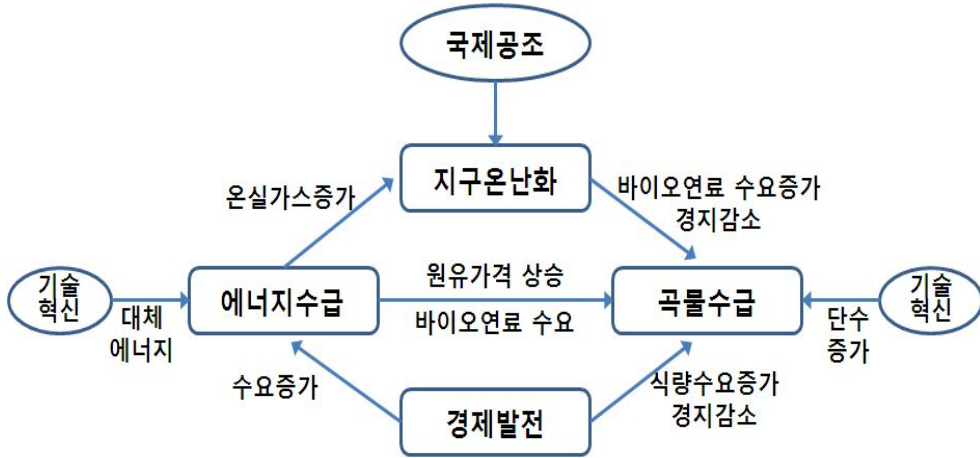 국제공조
지구온난화
온실가스증가
바이오연료 수요증가
경지감소
기술
혁신
대체
에너지
에너지수급
원유가격 상승
바이오연료 수요
곡물수급
단수
증가
기술
혁신
수요증가
경제발전
식량수요증가
경지감소